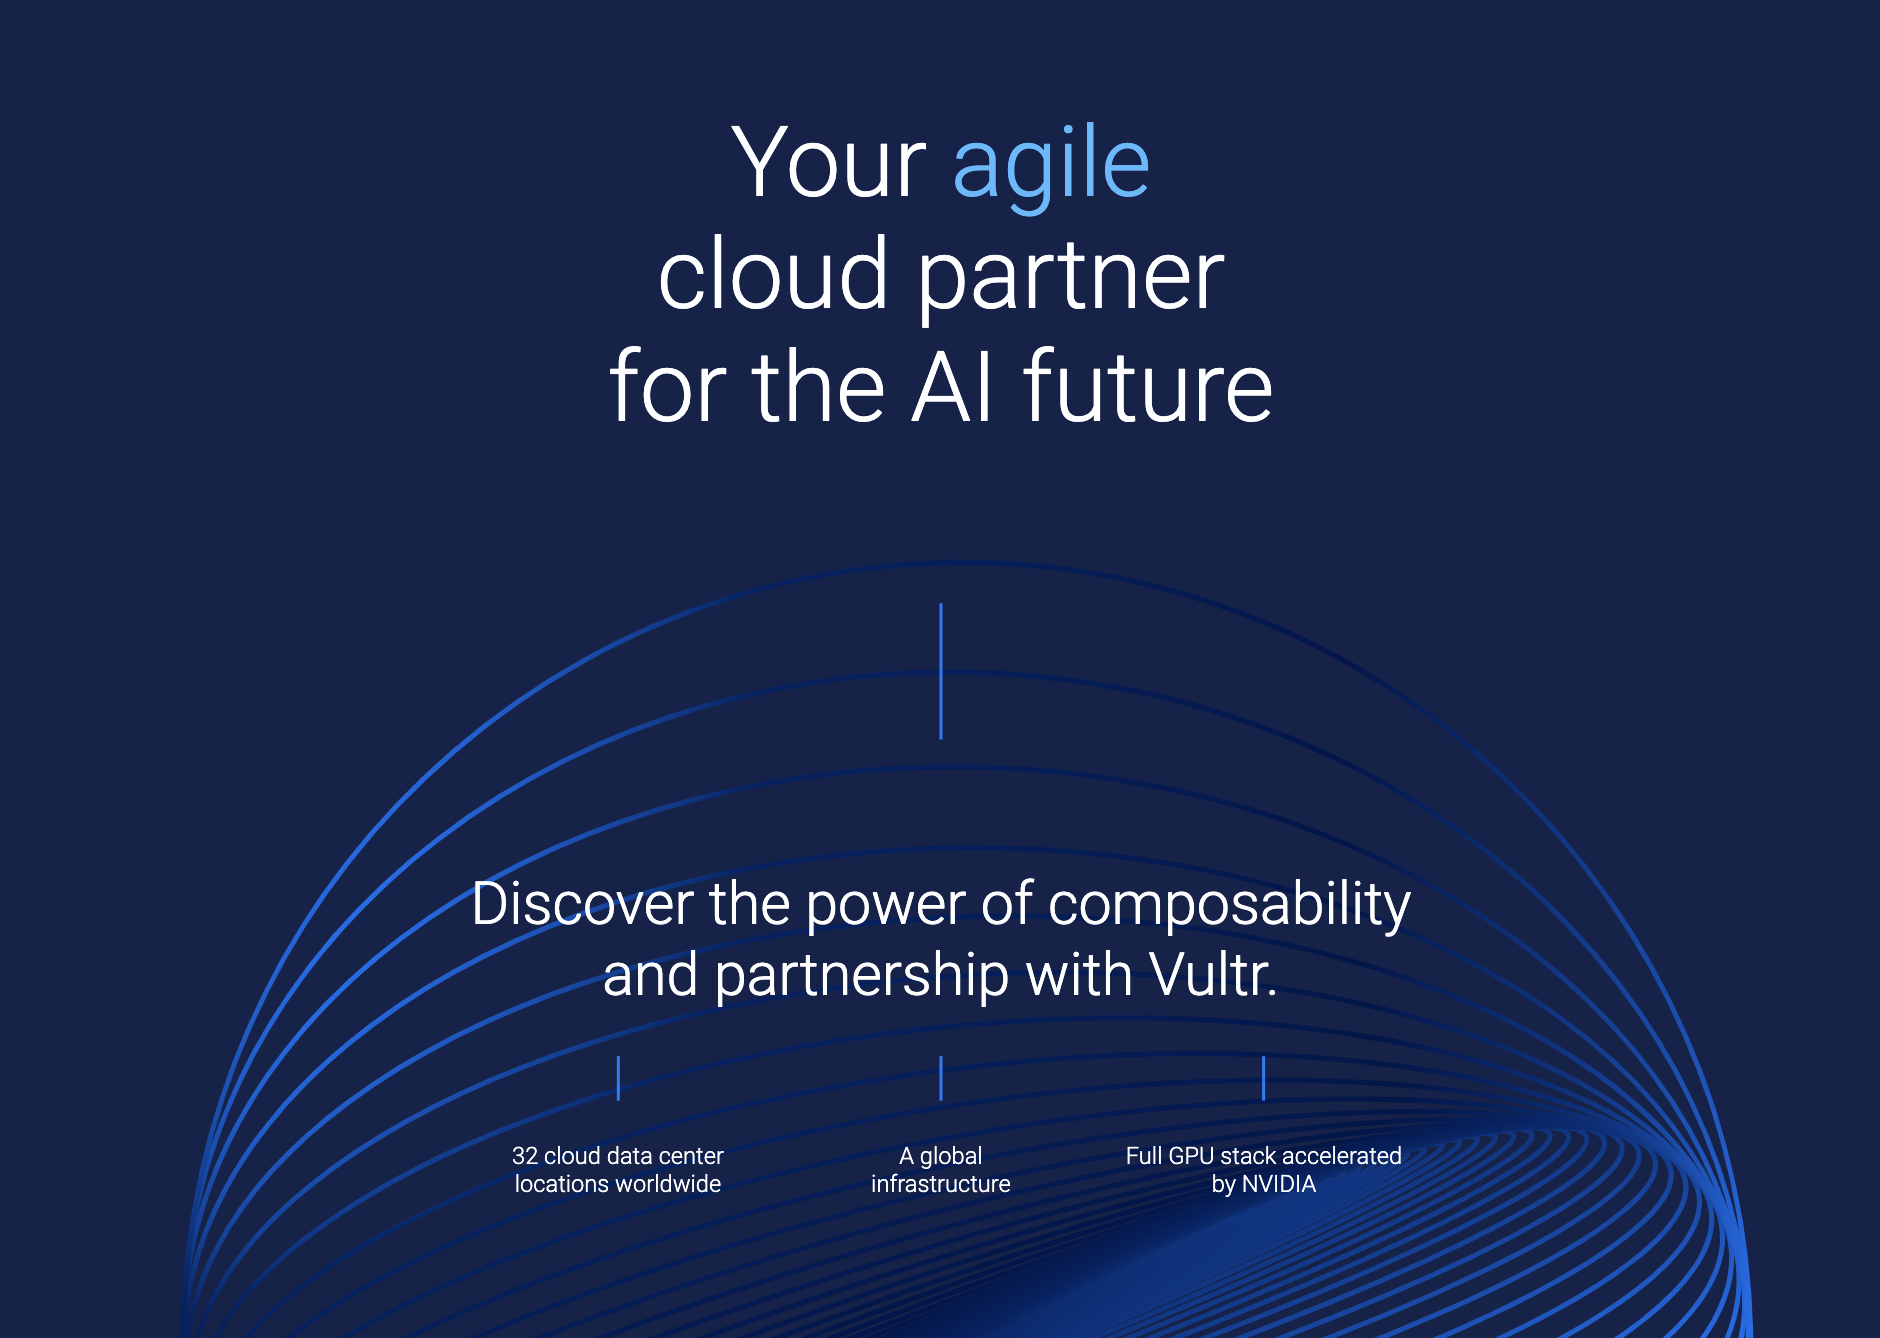 Your agile
cloud partner
for the AI future
Discover the power of composability
and partnership with Vultr.
32 cloud data center
locations worldwide
A global
infrastructure
Full GPU stack accelerated
by NVIDIA